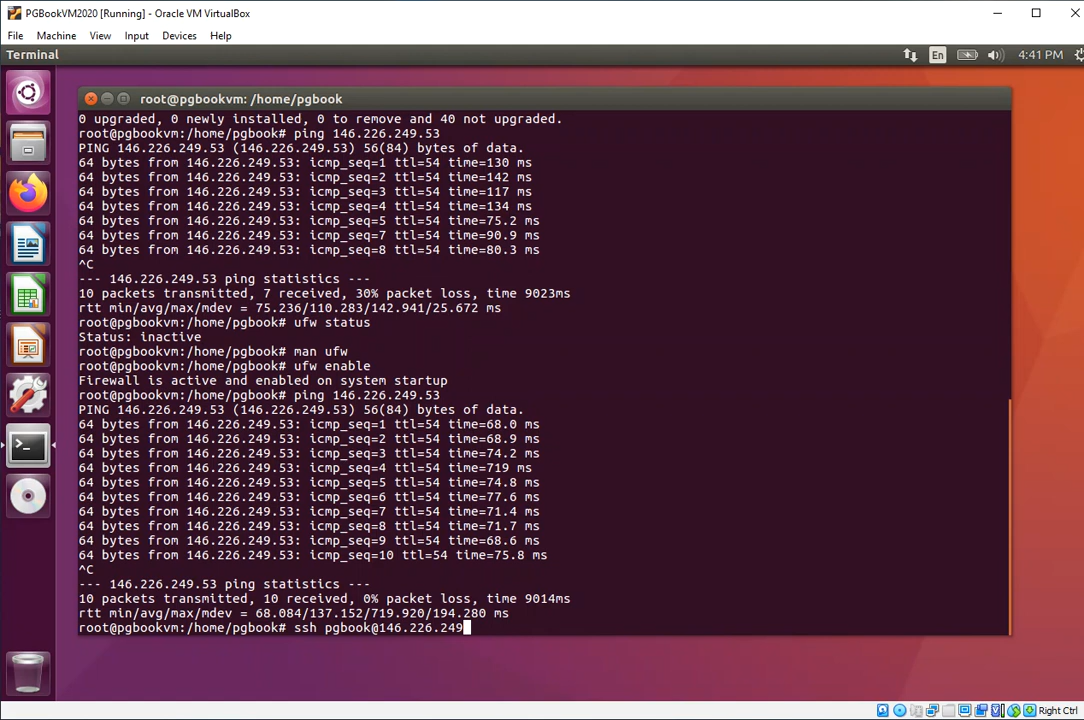 PGBookVM2020 [Running] - Oracle VM VirtualBox
File Machine View Input Devices Help
Terminal En 4:41 PM
root@pgbookvm: /home/pgbook
0 upgraded, 0 newly installed, 0 to remove and 40 not upgraded.
root@pgbookvm:/home/pgbook# ping 146.226.249.53
PING 146.226.249.53 (146.226.249.53) 56(84) bytes of data.
64 bytes from 146.226.249.53: icmp_seq=1 ttl=54 time=130 ms
64 bytes from 146.226.249.53: icmp_seq=2 ttl=54 time=142 ms
64 bytes from 146.226.249.53: icmp_seq=3 ttl=54 time=117 ms
64 bytes from 146.226.249.53: icmp_seq=4 ttl=54 time=134 ms
64 bytes from 146.226.249.53: icmp_seq=5 ttl=54 time=75.2 ms
64 bytes from 146.226.249.53: icmp_seq=7 ttl=54 time=90.9 ms
64 bytes from 146.226.249.53: icmp_seq=8 ttl=54 time=80.3 ms
^C
--- 146.226.249.53 ping statistics ---
10 packets transmitted, 7 received, 30% packet loss, time 9023ms
rtt min/avg/max/mdev = 75.236/110.283/142.941/25.672 ms
root@pgbookvm:/home/pgbook# ufw status
Status: inactive
root@pgbookvm:/home/pgbook# man ufw
root@pgbookvm:/home/pgbook# ufw enable
Firewall is active and enabled on system startup
root@pgbookvm:/home/pgbook# ping 146.226.249.53
PING 146.226.249.53 (146.226.249.53) 56(84) bytes of data.
64 bytes from 146.226.249.53: icmp_seq=1 ttl=54 time=68.0 ms
64 bytes from 146.226.249.53: icmp_seq=2 ttl=54 time=68.9 ms
64 bytes from 146.226.249.53: icmp_seq=3 ttl=54 time=74.2 ms
64 bytes from 146.226.249.53: icmp_seq=4 ttl=54 time=719 ms
64 bytes from 146.226.249.53: icmp_seq=5 ttl=54 time=74.8 ms
64 bytes from 146.226.249.53: icmp_seq=6 ttl=54 time=77.6 ms
64 bytes from 146.226.249.53: icmp_seq=7 ttl=54 time=71.4 ms
64 bytes from 146.226.249.53: icmp_seq=8 ttl=54 time=71.7 ms
64 bytes from 146.226.249.53: icmp_seq=9 ttl=54 time=68.6 ms
64 bytes from 146.226.249.53: icmp_seq=10 ttl=54 time=75.8 ms
^C
--- 146.226.249.53 ping statistics ---
10 packets transmitted, 10 received, 0% packet loss, time 9014ms
rtt min/avg/max/mdev = 68.084/137.152/719.920/194.280 ms
root@pgbookvm:/home/pgbook# ssh pgbook@146.226.249
Right Ctrl